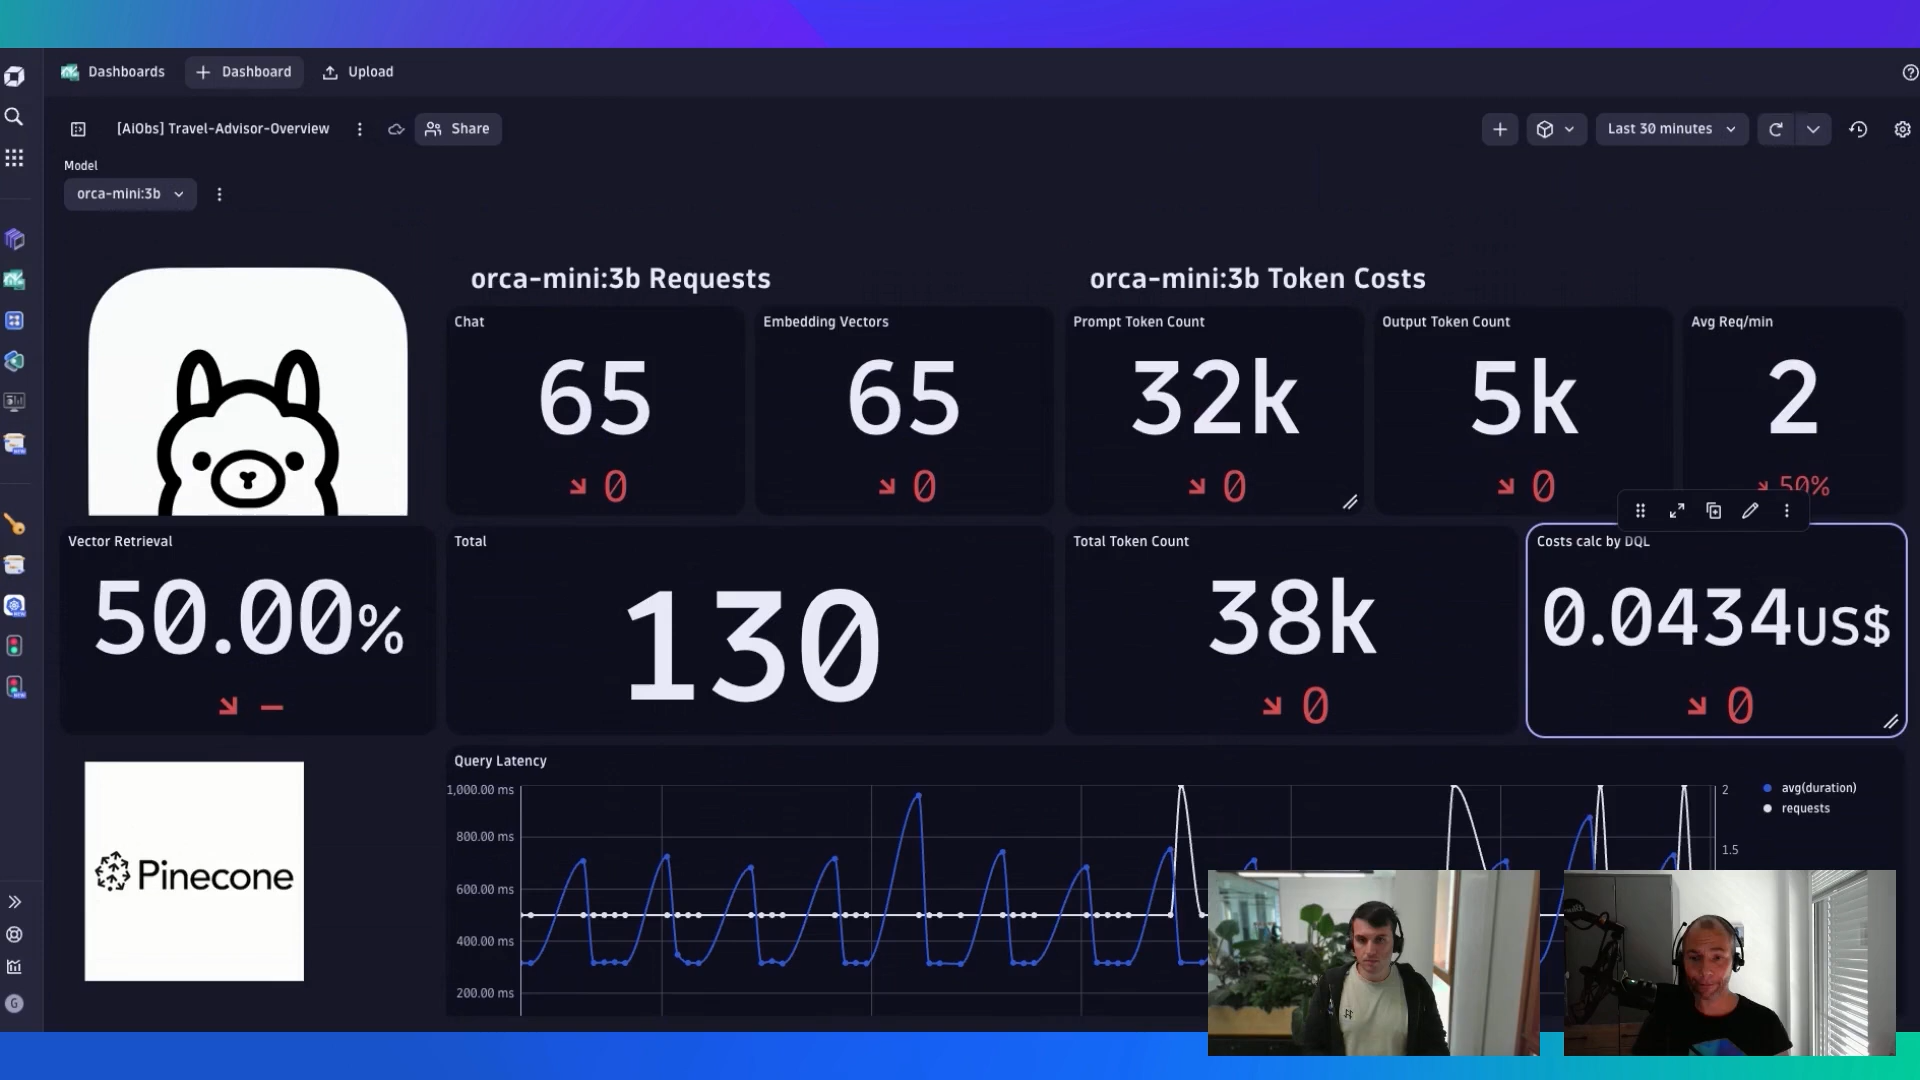 Dashboards
Dashboard
Upload
[AiObs] Travel-Advisor-Overview
Share
Last 30 minutes
Model
orca-mini:3b
orca-mini:3b Requests
orca-mini:3b Token Costs
Chat
65
0
Embedding Vectors
65
0
Prompt Token Count
32k
0
Output Token Count
5k
0
Avg Req/min
2
50%
Vector Retrieval
50.00%
–
Total
130
Total Token Count
38k
0
Costs calc by DQL
0.0434US$
0
Pinecone
Query Latency
1,000.00 ms
800.00 ms
600.00 ms
400.00 ms
200.00 ms
2
1.5
avg(duration)
requests
G